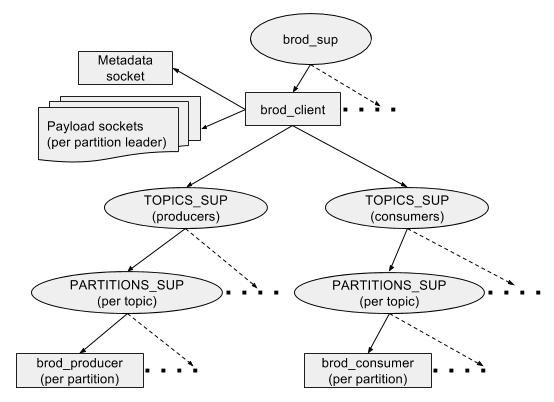 brod_sup
Metadata
socket
brod_client
Payload sockets
(per partition leader)
TOPICS_SUP
(producers)
TOPICS_SUP
(consumers)
PARTITIONS_SUP
(per topic)
PARTITIONS_SUP
(per topic)
brod_producer
(per partition)
brod_consumer
(per partition)